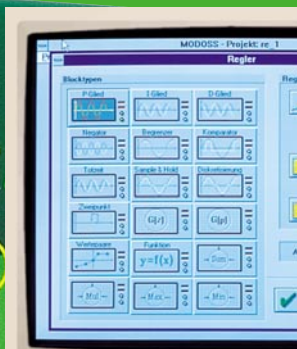 MODOSS - Projekt: re_1
Regler
Blocktypen
P-Glied I-Glied D-Glied
Negator Begrenzer Komparator
Totzeit Sample & Hold Diskretisierung
Zweipunkt
G(z) G(p)
Wertepaare Funktion
y=f(x) Sum
Mul Max Min